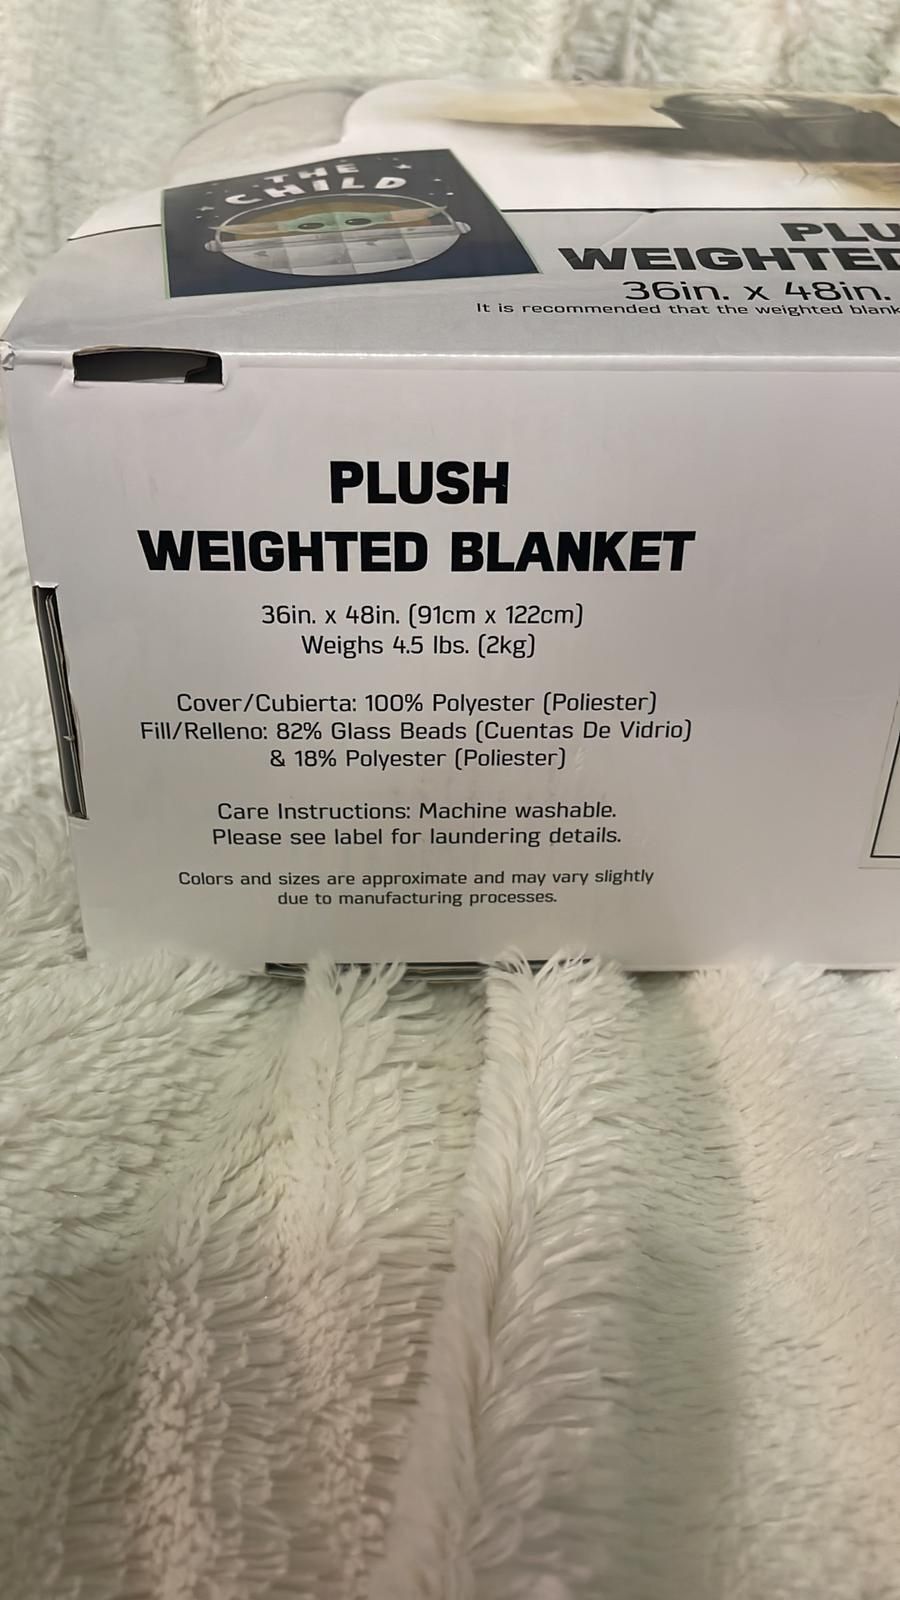 THE
CHILD
WEIGHTED
36in. x 48in.
It is recommended that the weighted
PLUSH
WEIGHTED BLANKET
36in. x 48in. (91cm x 122cm)
Weighs 4.5 lbs. (2kg)
Cover/Cubierta: 100% Polyester (Poliester)
Fill/Relleno: 82% Glass Beads (Cuentas De Vidrio)
& 18% Polyester (Poliester)
Care Instructions: Machine washable.
Please see label for laundering details.
Colors and sizes are approximate and may vary slightly
due to manufacturing processes.